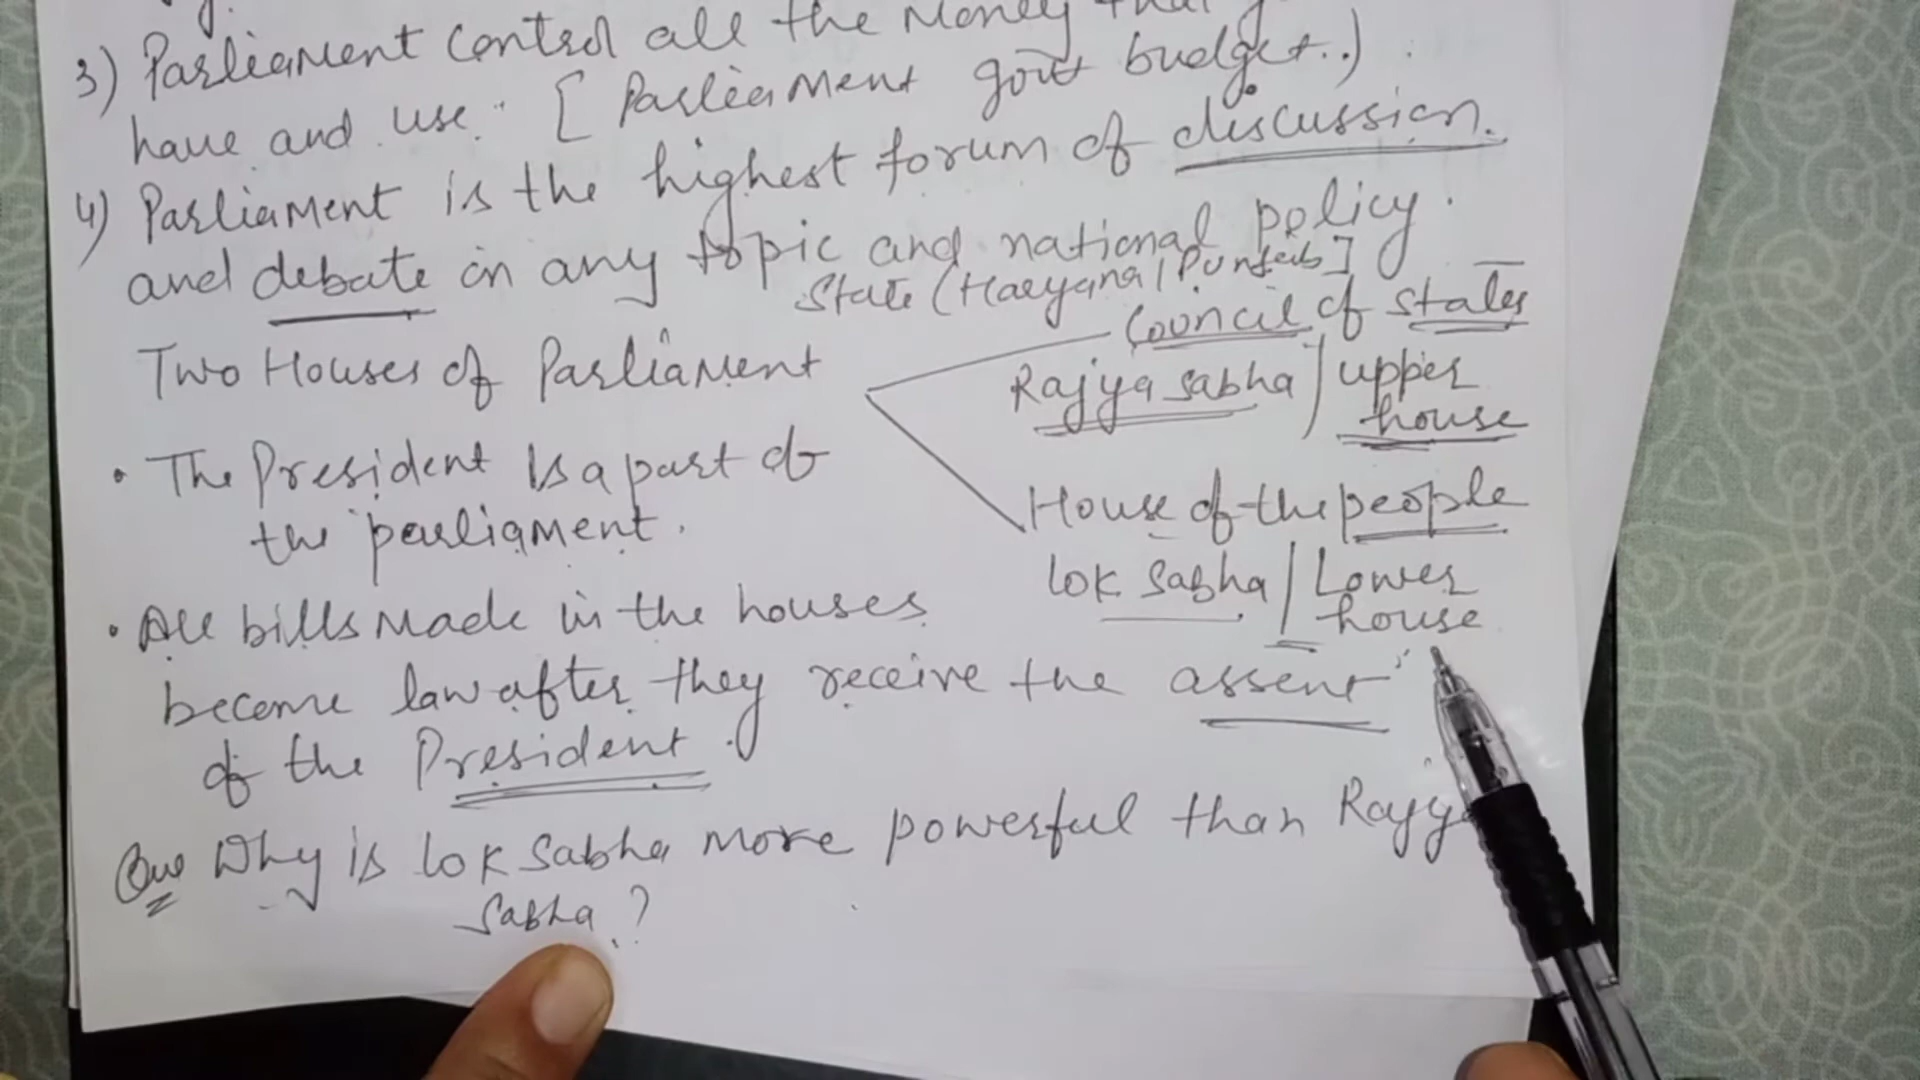 3) Parliament control all the Money that
have and use. [ Parliament govt budget..)
4) Parliament is the highest forum of discussion.
and debate on any topic and national policy.
State (Haryana / Punjab]
Council of states
Two Houses of Parliament
Rajya Sabha / upper
house
• The President Is a part of
the parliament.
House of the people
lok Sabha / Lower
house
• All bills Made in the houses
become law after they receive the assent
of the President.
Que Why is lok Sabha more powerful than Rajya
Sabha?